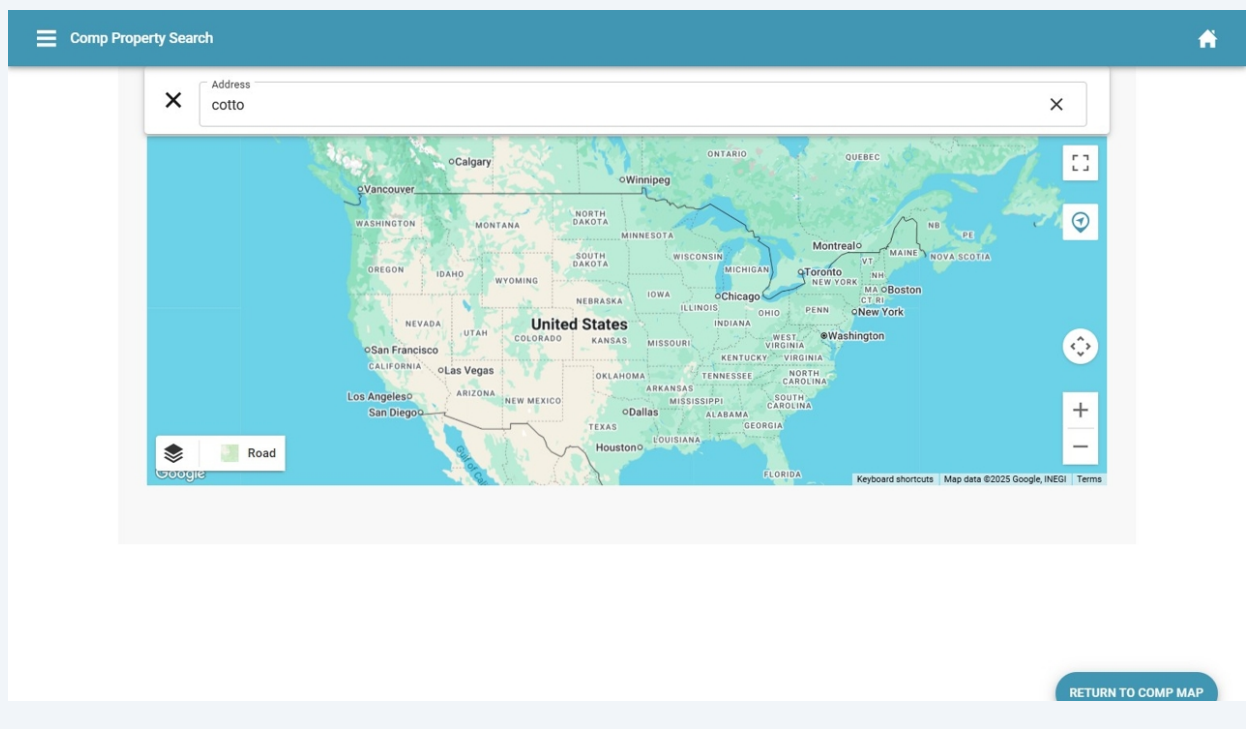 Comp Property Search
Address
cotto
ONTARIO
QUEBEC
Calgary
Winnipeg
Vancouver
WASHINGTON
MONTANA
NORTH
DAKOTA
MINNESOTA
NB
PE
Montreal
MAINE
NOVA SCOTIA
OREGON
IDAHO
SOUTH
DAKOTA
WISCONSIN
MICHIGAN
Toronto
VT
NH
NEW YORK
WYOMING
MA
Boston
NEBRASKA
IOWA
Chicago
CT RI
ILLINOIS
OHIO
PENN
New York
NEVADA
UTAH
United States
COLORADO
KANSAS
MISSOURI
INDIANA
WEST
VIRGINIA
Washington
San Francisco
KENTUCKY
VIRGINIA
CALIFORNIA
Las Vegas
OKLAHOMA
TENNESSEE
NORTH
CAROLINA
Los Angeles
ARIZONA
NEW MEXICO
ARKANSAS
MISSISSIPPI
SOUTH
CAROLINA
San Diego
Dallas
ALABAMA
GEORGIA
TEXAS
Houston
LOUISIANA
Road
Gulf of Cal
Google
FLORIDA
Keyboard shortcuts
Map data ©2025 Google, INEGI
Terms
RETURN TO COMP MAP